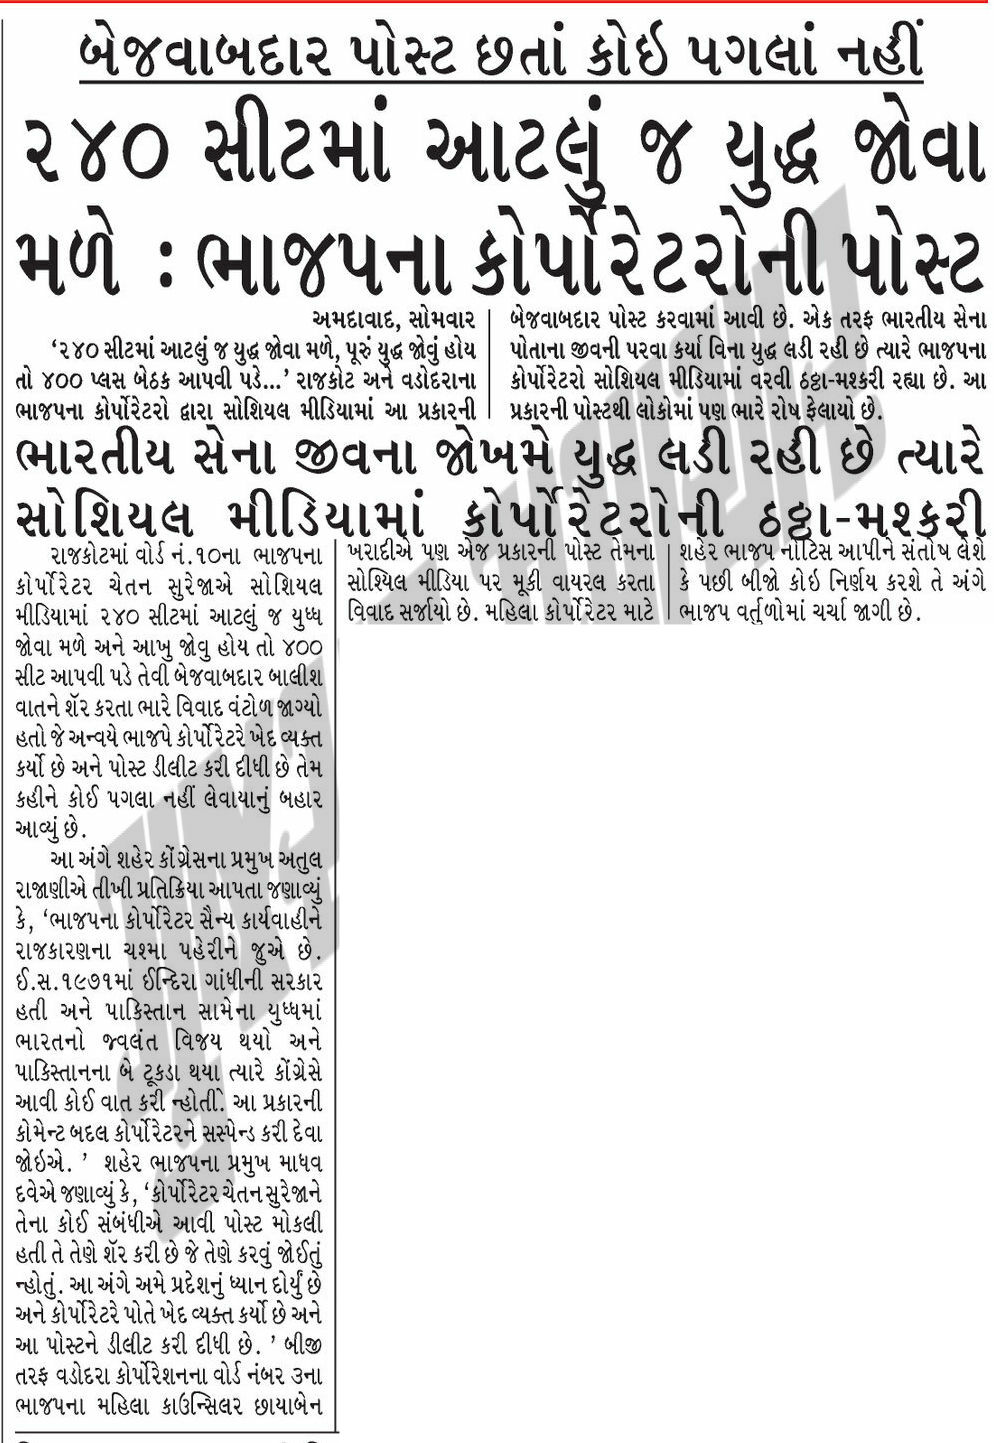 બેજવાબદાર પોસ્ટ છતાં કોઇ પગલાં નહીં
૨૪૦ સીટમાં આટલું જ યુદ્ધ જોવા
મળે : ભાજપના કોર્પોરેટરોની પોસ્ટ
અમદાવાદ, સોમવાર
‘૨૪૦ સીટમાં આટલું જ યુદ્ધ જોવા મળે, પૂરું યુદ્ધ જોવું હોય
તો ૪૦૦ પ્લસ બેઠક આપવી પડે...’ રાજકોટ અને વડોદરાના
ભાજપના કોર્પોરેટરો દ્વારા સોશિયલ મીડિયામાં આ પ્રકારની
બેજવાબદાર પોસ્ટ કરવામાં આવી છે. એક તરફ ભારતીય સેના
પોતાના જીવની પરવા કર્યા વિના યુદ્ધ લડી રહી છે ત્યારે ભાજપના
કોર્પોરેટરો સોશિયલ મીડિયામાં વરવી ઠઠ્ઠા-મશ્કરી રહ્યા છે. આ
પ્રકારની પોસ્ટથી લોકોમાં પણ ભારે રોષ ફેલાયો છે.
ભારતીય સેના જીવના જોખમે યુદ્ધ લડી રહી છે ત્યારે
સોશિયલ મીડિયામાં કોર્પોરેટરોની ઠઠ્ઠા-મશ્કરી
રાજકોટમાં વોર્ડ નં.૧૦ના ભાજપના
કોર્પોરેટર ચેતન સુરેજાએ સોશિયલ
મીડિયામાં ૨૪૦ સીટમાં આટલું જ યુધ્ધ
જોવા મળે અને આખુ જોવુ હોય તો ૪૦૦
સીટ આપવી પડે તેવી બેજવાબદાર બાલીશ
વાતને શૅર કરતા ભારે વિવાદ વંટોળ જાગ્યો
હતો જે અન્વયે ભાજપે કોર્પોરેટરે ખેદ વ્યક્ત
કર્યો છે અને પોસ્ટ ડીલીટ કરી દીધી છે તેમ
કહીને કોઈ પગલા નહીં લેવાયાનું બહાર
આવ્યું છે.
આ અંગે શહેર કોંગ્રેસના પ્રમુખ અતુલ
રાજાણીએ તીખી પ્રતિક્રિયા આપતા જણાવ્યું
કે, ‘ભાજપના કોર્પોરેટર સૈન્ય કાર્યવાહીને
રાજકારણના ચશ્મા પહેરીને જુએ છે.
ઈ.સ.૧૯૭૧માં ઈન્દિરા ગાંધીની સરકાર
હતી અને પાકિસ્તાન સામેના યુધ્ધમાં
ભારતનો જ્વલંત વિજય થયો અને
પાકિસ્તાનના બે ટૂકડા થયા ત્યારે કોંગ્રેસે
આવી કોઈ વાત કરી ન્હોતી. આ પ્રકારની
કોમેન્ટ બદલ કોર્પોરેટરને સસ્પેન્ડ કરી દેવા
જોઇએ. ’ શહેર ભાજપના પ્રમુખ માધવ
દવેએ જણાવ્યું કે, ‘કોર્પોરેટર ચેતન સુરેજાને
તેના કોઈ સંબંધીએ આવી પોસ્ટ મોકલી
હતી તે તેણે શૅર કરી છે જે તેણે કરવું જોઈતું
ન્હોતું. આ અંગે અમે પ્રદેશનું ધ્યાન દોર્યું છે
અને કોર્પોરેટરે પોતે ખેદ વ્યક્ત કર્યો છે અને
આ પોસ્ટને ડીલીટ કરી દીધી છે. ’ બીજી
તરફ વડોદરા કોર્પોરેશનના વોર્ડ નંબર ૩ના
ભાજપના મહિલા કાઉન્સિલર છાયાબેન
ખરાદીએ પણ એજ પ્રકારની પોસ્ટ તેમના
સોશ્યિલ મીડિયા પર મૂકી વાયરલ કરતા
વિવાદ સર્જાયો છે. મહિલા કોર્પોરેટર માટે
શહેર ભાજપ નોટિસ આપીને સંતોષ લેશે
કે પછી બીજો કોઇ નિર્ણય કરશે તે અંગે
ભાજપ વર્તુળોમાં ચર્ચા જાગી છે.